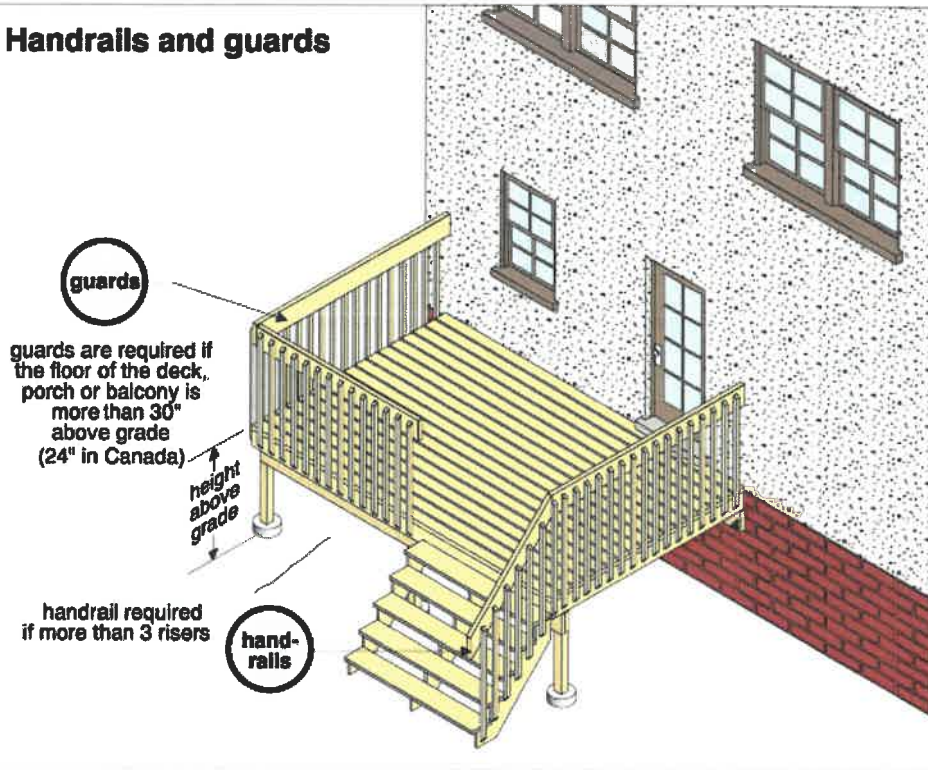 Handrails and guards
guards
guards are required if
the floor of the deck,
porch or balcony is
more than 30"
above grade
(24" in Canada)
height
above
grade
handrail required
if more than 3 risers
hand-
rails